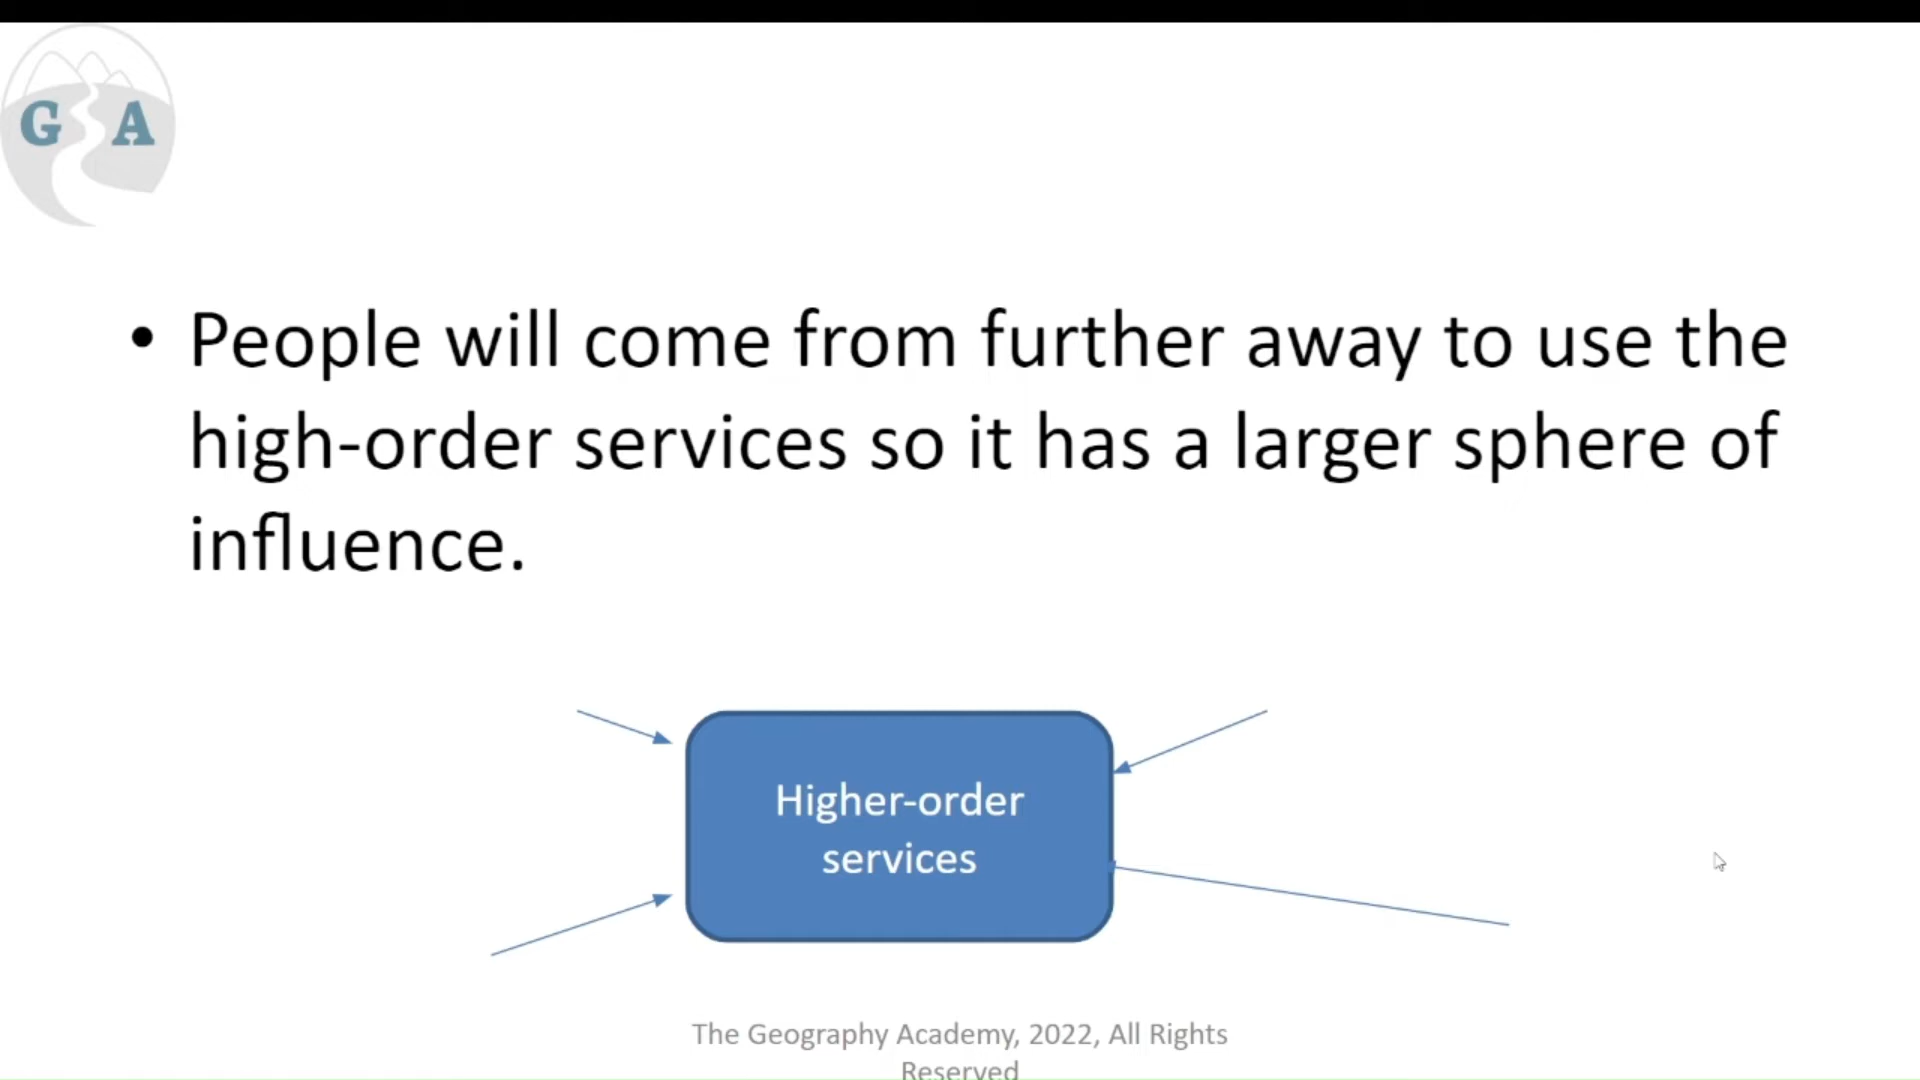 G A
• People will come from further away to use the
high-order services so it has a larger sphere of
influence.
Higher-order
services
The Geography Academy, 2022, All Rights
Reserved